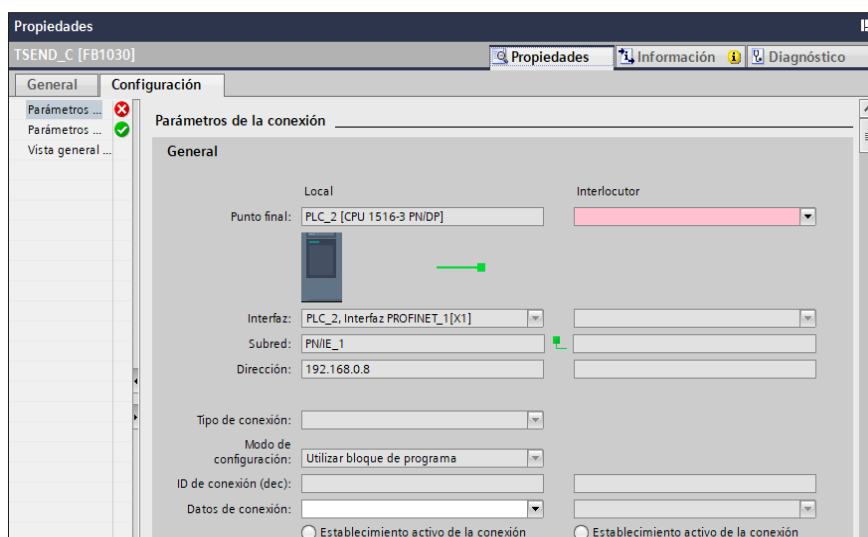 Propiedades
TSEND_C [FB1030]
Propiedades
Información
Diagnóstico
General
Configuración
Parámetros ...
Parámetros ...
Vista general ...
Parámetros de la conexión
General
Local
Interlocutor
Punto final:
PLC_2 [CPU 1516-3 PN/DP]
Interfaz:
PLC_2, Interfaz PROFINET_1[X1]
Subred:
PN/IE_1
Dirección:
192.168.0.8
Tipo de conexión:
Modo de
configuración:
Utilizar bloque de programa
ID de conexión (dec):
Datos de conexión:
Establecimiento activo de la conexión
Establecimiento activo de la conexión